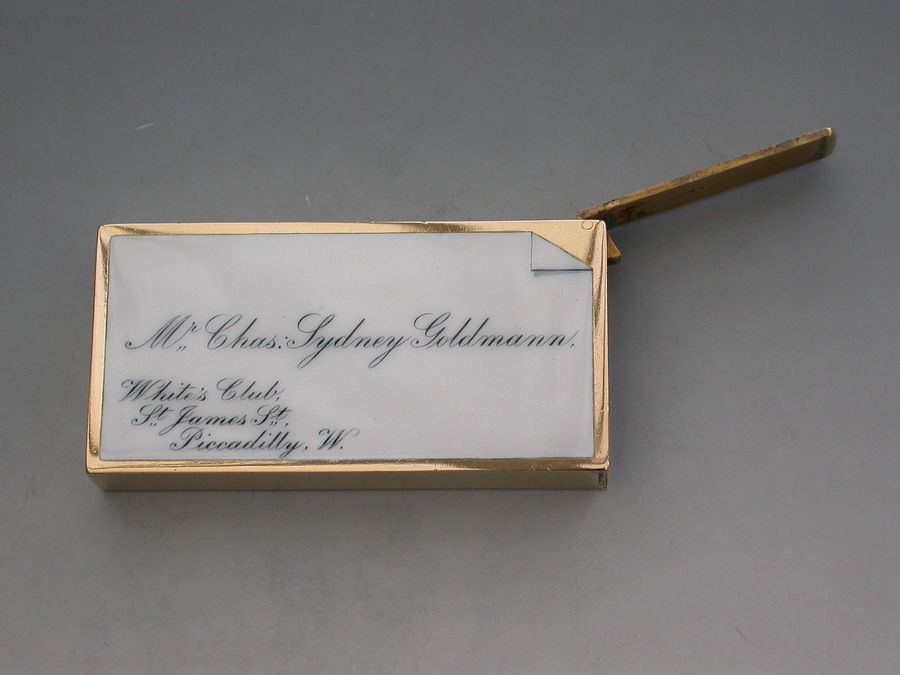 Mr. Chas: Sydney Goldmann,
White's Club,
St. James St.,
Piccadilly, W.